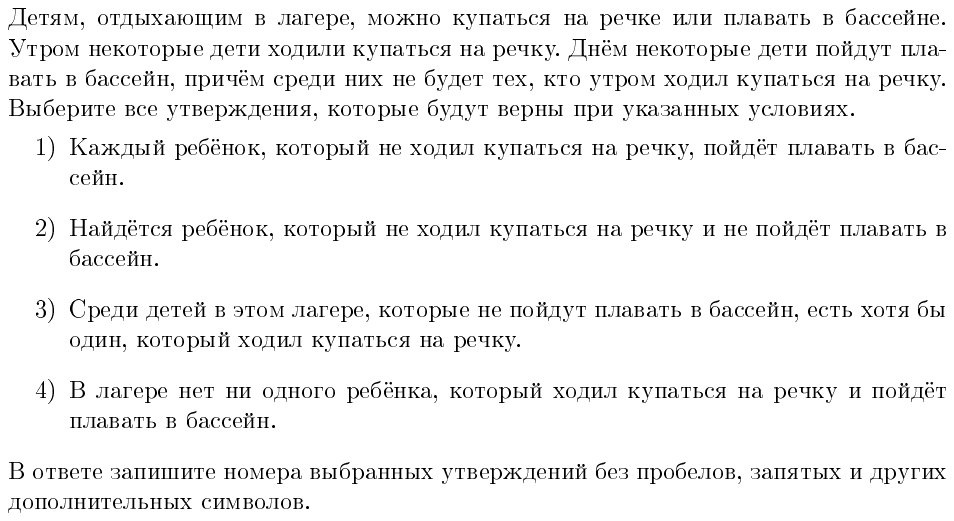 Детям, отдыхающим в лагере, можно купаться на речке или плавать в бассейне.
Утром некоторые дети ходили купаться на речку. Днём некоторые дети пойдут пла-
вать в бассейн, причём среди них не будет тех, кто утром ходил купаться на речку.
Выберите все утверждения, которые будут верны при указанных условиях.
1) Каждый ребёнок, который не ходил купаться на речку, пойдёт плавать в бас-
сейн.
2) Найдётся ребёнок, который не ходил купаться на речку и не пойдёт плавать в
бассейн.
3) Среди детей в этом лагере, которые не пойдут плавать в бассейн, есть хотя бы
один, который ходил купаться на речку.
4) В лагере нет ни одного ребёнка, который ходил купаться на речку и пойдёт
плавать в бассейн.
В ответе запишите номера выбранных утверждений без пробелов, запятых и других
дополнительных символов.